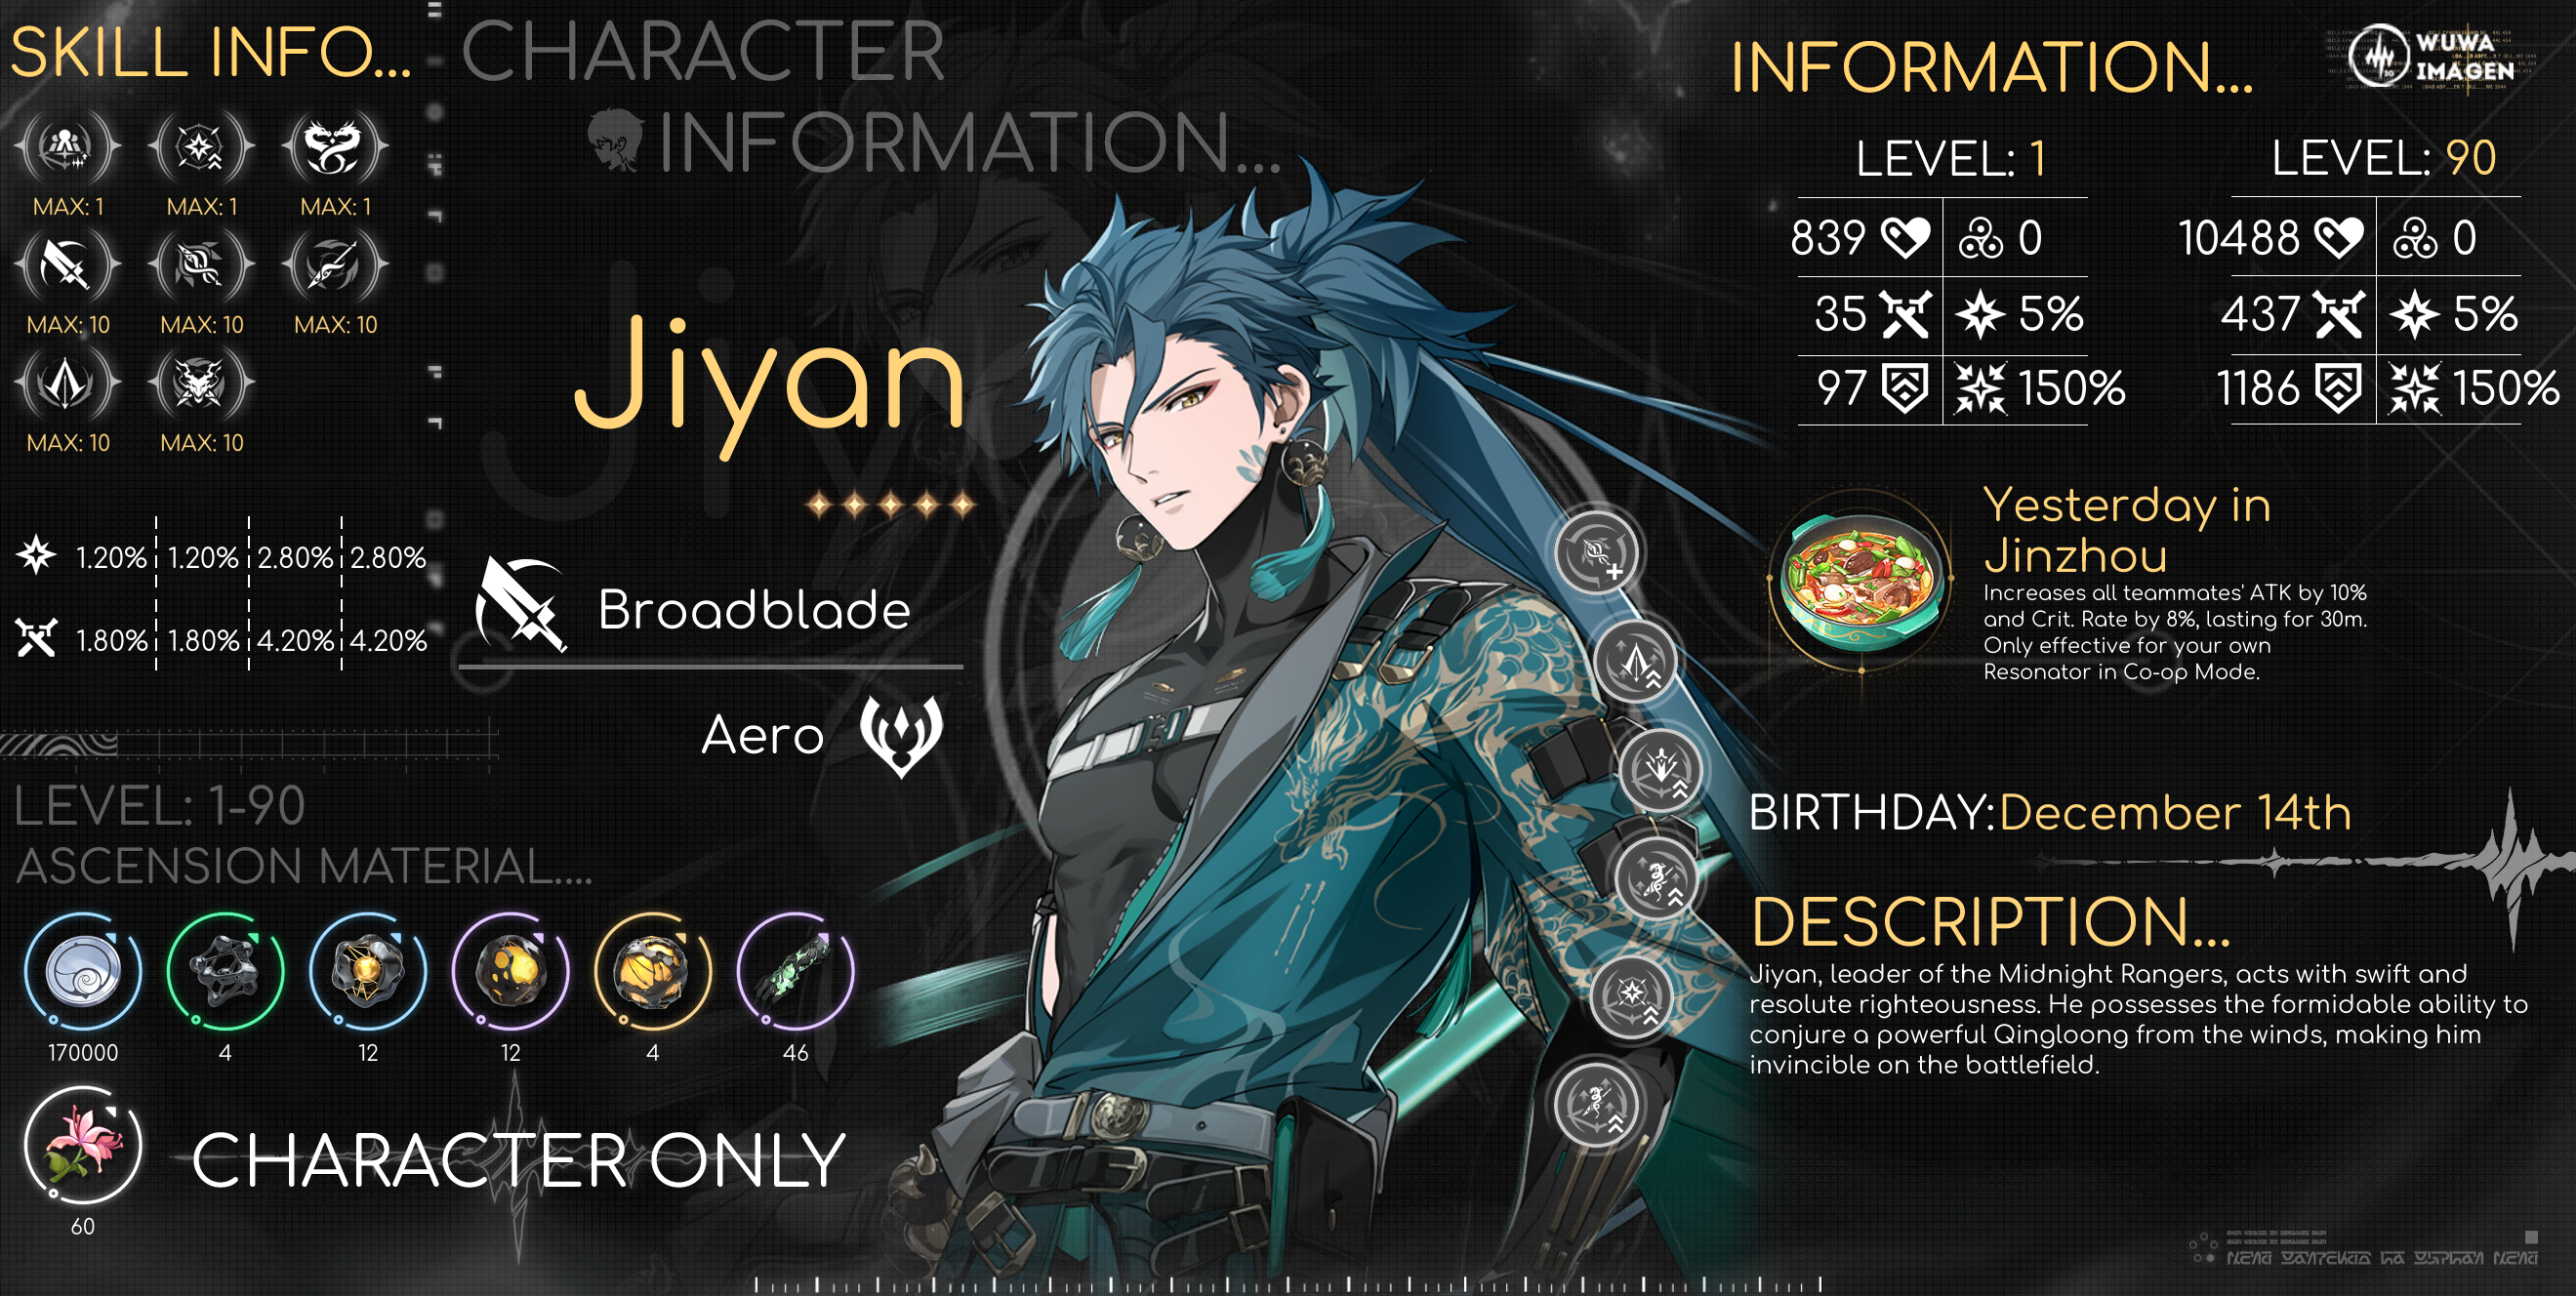 SKILL INFO...
MAX: 1
MAX: 1
MAX: 1
MAX: 10
MAX: 10
MAX: 10
MAX: 10
MAX: 10
1.20% 1.20% 2.80% 2.80%
1.80% 1.80% 4.20% 4.20%
LEVEL: 1-90
ASCENSION MATERIAL....
170000
4
12
12
4
46
60
CHARACTER ONLY
CHARACTER
INFORMATION...
Jiyan
Broadblade
Aero
INFORMATION...
WUWA
IMAGEN
LEVEL: 1
839 0
35 5%
97 150%
LEVEL: 90
10488 0
437 5%
1186 150%
Yesterday in
Jinzhou
Increases all teammates' ATK by 10%
and Crit. Rate by 8%, lasting for 30m.
Only effective for your own
Resonator in Co-op Mode.
BIRTHDAY:December 14th
DESCRIPTION...
Jiyan, leader of the Midnight Rangers, acts with swift and
resolute righteousness. He possesses the formidable ability to
conjure a powerful Qingloong from the winds, making him
invincible on the battlefield.